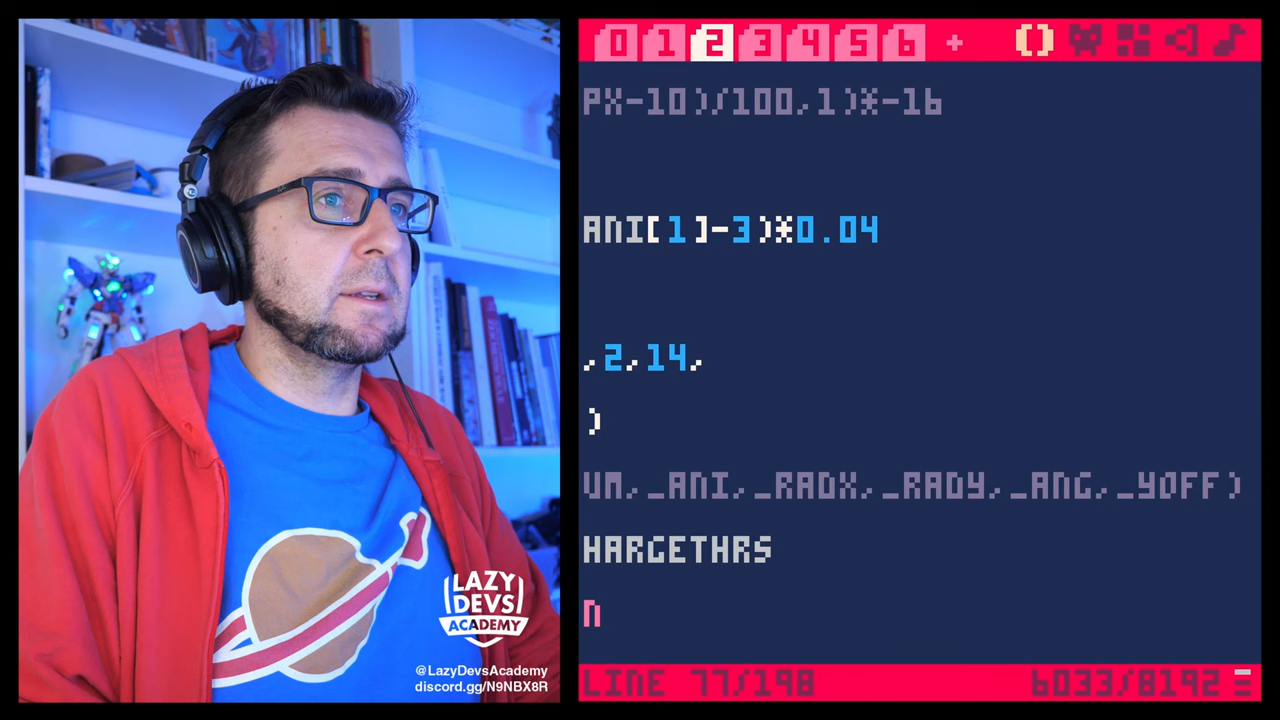 0 1 2 3 4 5 6 +
PX-10)/100,1)*-16
ANI[1]-3)*0.04
,2,14,
)
UM,_ANI,_RADX,_RADY,_ANG,_YOFF)
HARGETHRS
N
LINE 77/198
6033/8192
LAZY
DEVS
ACADEMY
@LazyDevsAcademy
discord.gg/N9NBX8R